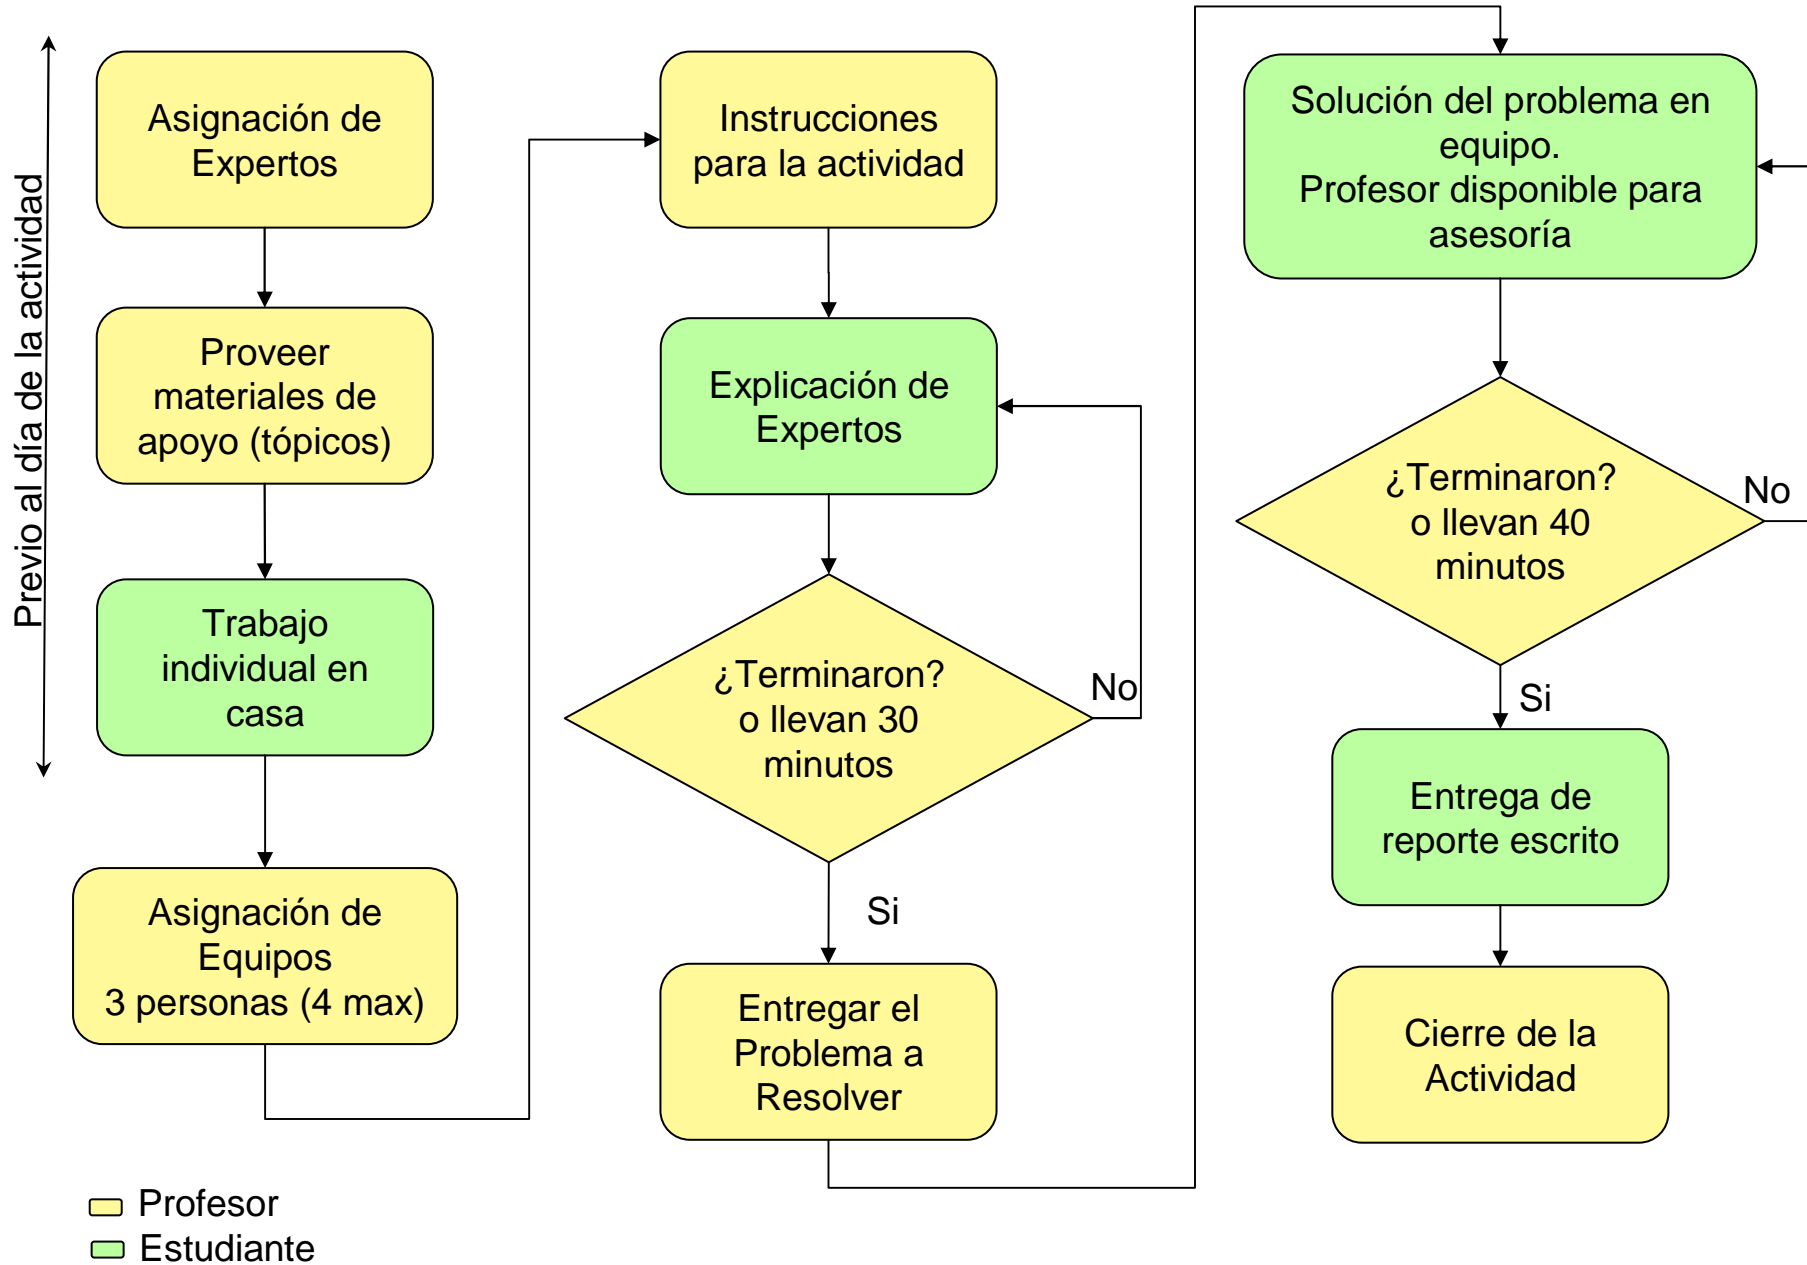 Previo al día de la actividad
Asignación de
Expertos
Proveer
materiales de
apoyo (tópicos)
Trabajo
individual en
casa
Asignación de
Equipos
3 personas (4 max)
Instrucciones
para la actividad
Explicación de
Expertos
¿Terminaron?
o llevan 30
minutos
No
Si
Entregar el
Problema a
Resolver
Solución del problema en
equipo.
Profesor disponible para
asesoría
¿Terminaron?
o llevan 40
minutos
No
Si
Entrega de
reporte escrito
Cierre de la
Actividad
Profesor
Estudiante